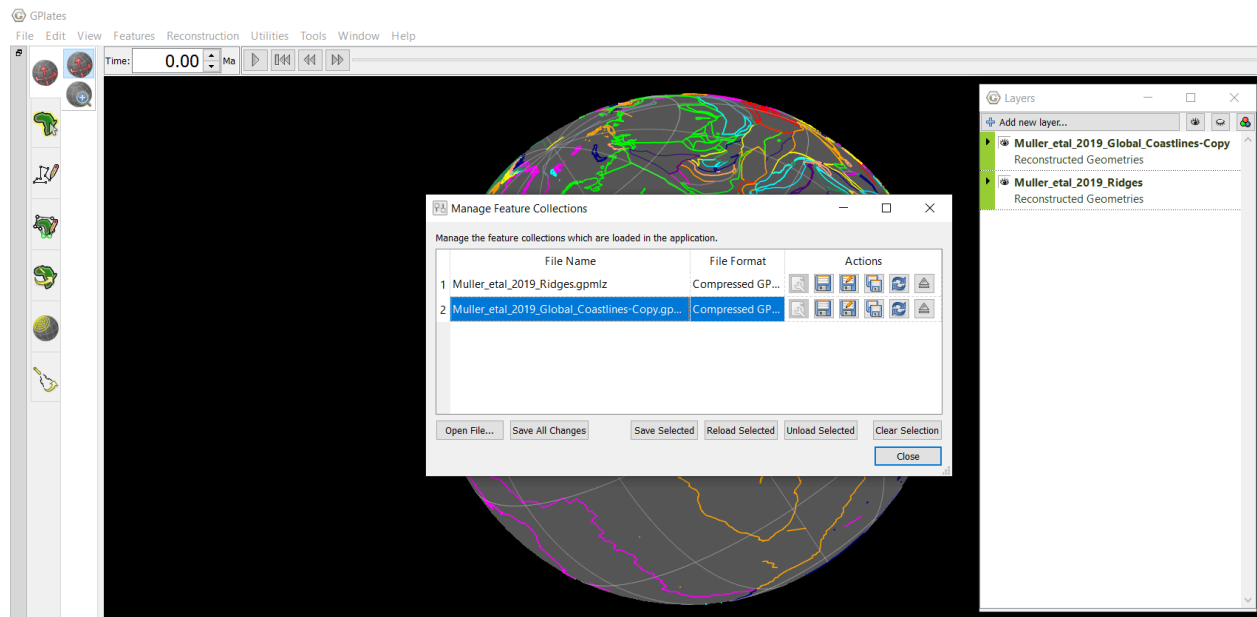 GPlates
File Edit View Features Reconstruction Utilities Tools Window Help
Time: 0.00 Ma
Layers
Add new layer...
Muller_etal_2019_Global_Coastlines-Copy
Reconstructed Geometries
Muller_etal_2019_Ridges
Reconstructed Geometries
Manage Feature Collections
Manage the feature collections which are loaded in the application.
File Name File Format Actions
1 Muller_etal_2019_Ridges.gpmlz Compressed GP...
2 Muller_etal_2019_Global_Coastlines-Copy.gp... Compressed GP...
Open File... Save All Changes Save Selected Reload Selected Unload Selected Clear Selection
Close